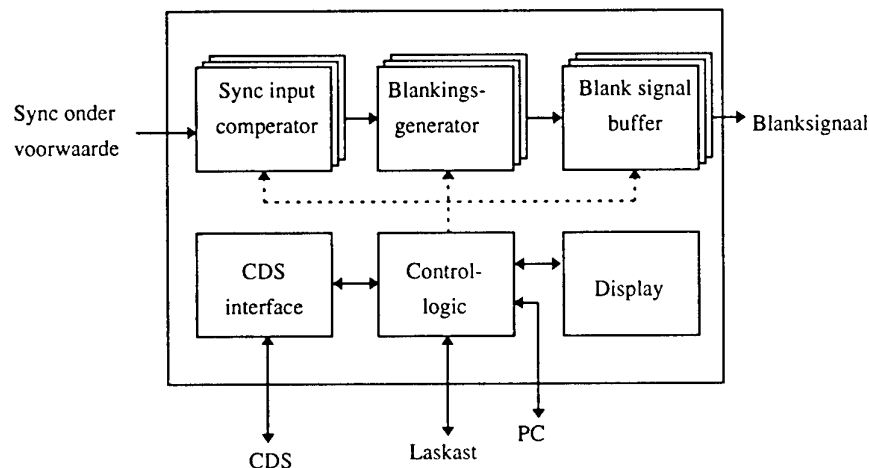 Sync onder
voorwaarde
Sync input
comperator
Blankings-
generator
Blank signal
buffer
Blanksignaal
CDS
interface
Control-
logic
Display
CDS
Laskast
PC